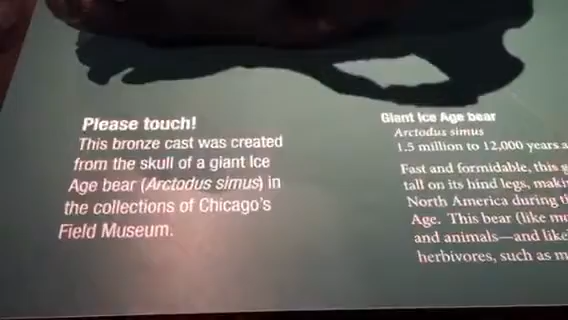 Please touch!
This bronze cast was created
from the skull of a giant Ice
Age bear (Arctodus simus) in
the collections of Chicago's
Field Museum.
Giant Ice Age bear
Arctodus simus
1.5 million to 12,000 years
Fast and formidable, this
tall on its hind legs,
North America during
Age. This bear (like
and animals—and
herbivores, such as